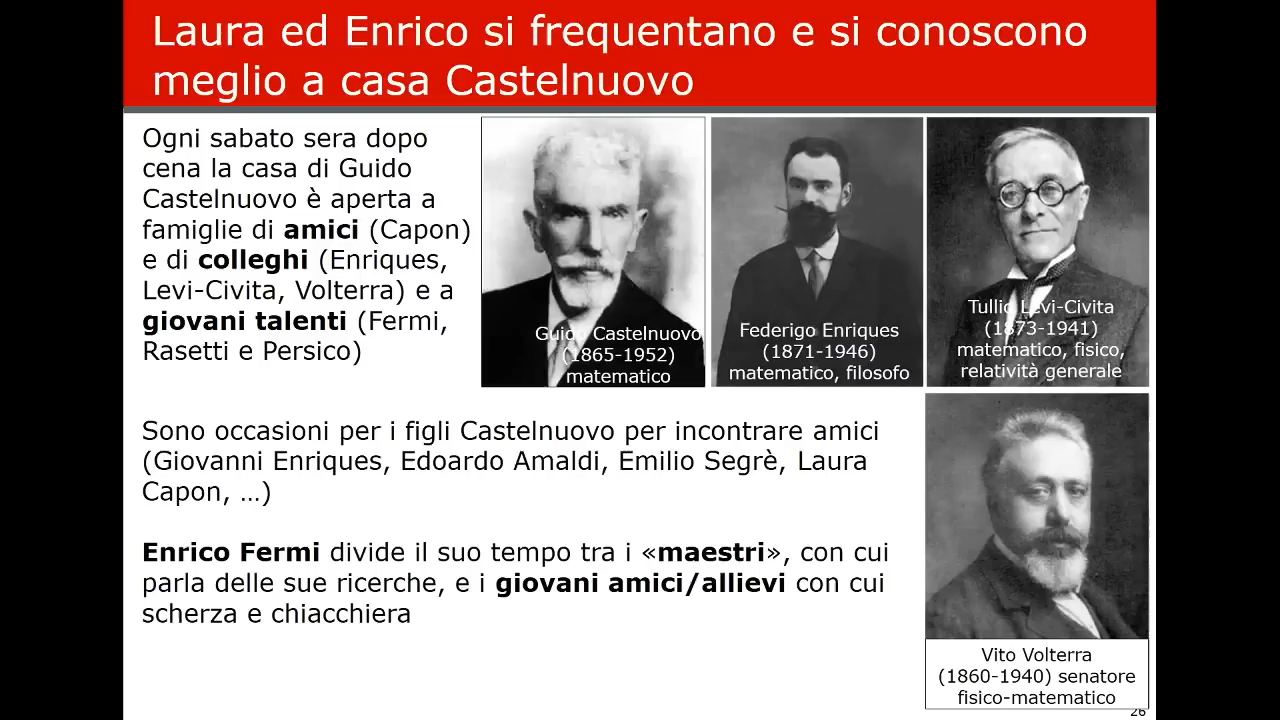 Laura ed Enrico si frequentano e si conoscono
meglio a casa Castelnuovo
Ogni sabato sera dopo
cena la casa di Guido
Castelnuovo è aperta a
famiglie di amici (Capon)
e di colleghi (Enriques,
Levi-Civita, Volterra) e a
giovani talenti (Fermi,
Rasetti e Persico)
Guido Castelnuovo
(1865-1952)
matematico
Federigo Enriques
(1871-1946)
matematico, filosofo
Tullio Levi-Civita
(1873-1941)
matematico, fisico,
relatività generale
Sono occasioni per i figli Castelnuovo per incontrare amici
(Giovanni Enriques, Edoardo Amaldi, Emilio Segrè, Laura
Capon, …)
Enrico Fermi divide il suo tempo tra i «maestri», con cui
parla delle sue ricerche, e i giovani amici/allievi con cui
scherza e chiacchiera
Vito Volterra
(1860-1940) senatore
fisico-matematico
26